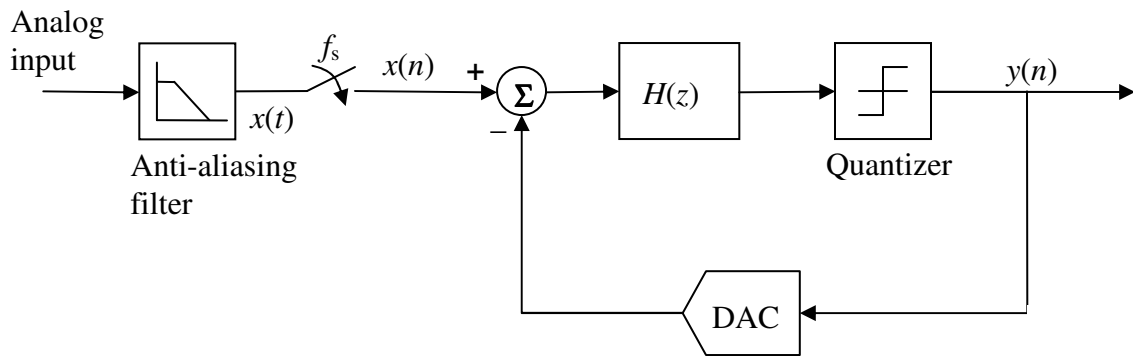 Analog
input
f_s
x(n)
+
Σ
H(z)
y(n)
x(t)
−
Anti-aliasing
filter
Quantizer
DAC